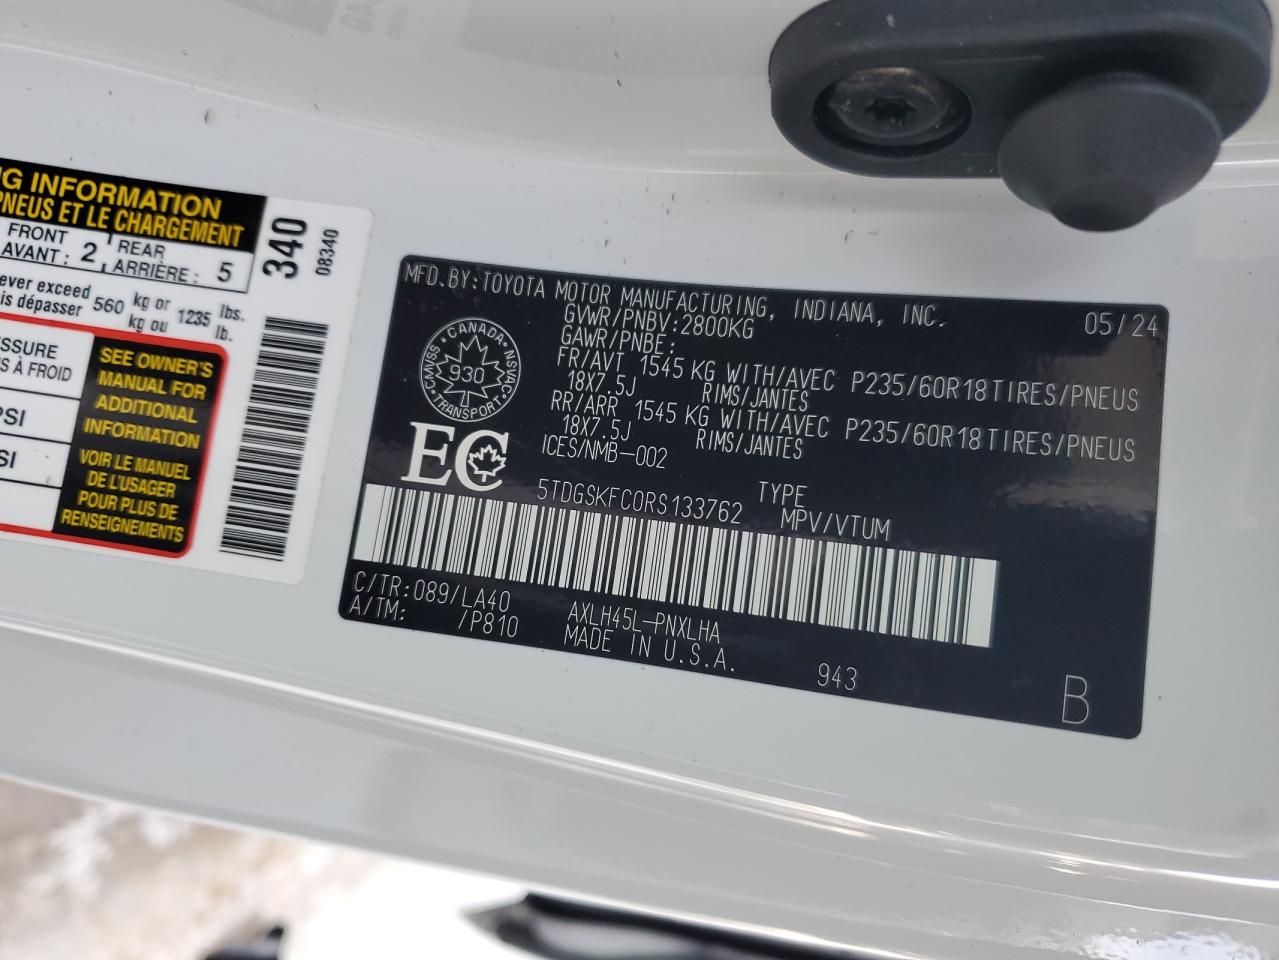 NG INFORMATION
PNEUS ET LE CHARGEMENT
FRONT
AVANT : 2
REAR
ARRIÈRE : 5
ever exceed
is dépasser 560 kg or
kg ou 1235 lbs.
lb.
340
08340
SSURE
S À FROID
PSI
SI
SEE OWNER'S
MANUAL FOR
ADDITIONAL
INFORMATION
VOIR LE MANUEL
DE L'USAGER
POUR PLUS DE
RENSEIGNEMENTS
MFD.BY:TOYOTA MOTOR MANUFACTURING, INDIANA, INC. 05/24
GVWR/PNBV:2800KG
GAWR/PNBE:
FR/AVT 1545 KG WITH/AVEC P235/60R18TIRES/PNEUS
18X7.5J RIMS/JANTES
RR/ARR 1545 KG WITH/AVEC P235/60R18TIRES/PNEUS
18X7.5J RIMS/JANTES
ICES/NMB-002
CANADA
CMVSS 930 NSVAC
TRANSPORT
EC
5TDGSKFC0RS133762 TYPE
MPV/VTUM
C/TR:089/LA40 AXLH45L-PNXLHA
A/TM: /P810 MADE IN U.S.A.
943
B